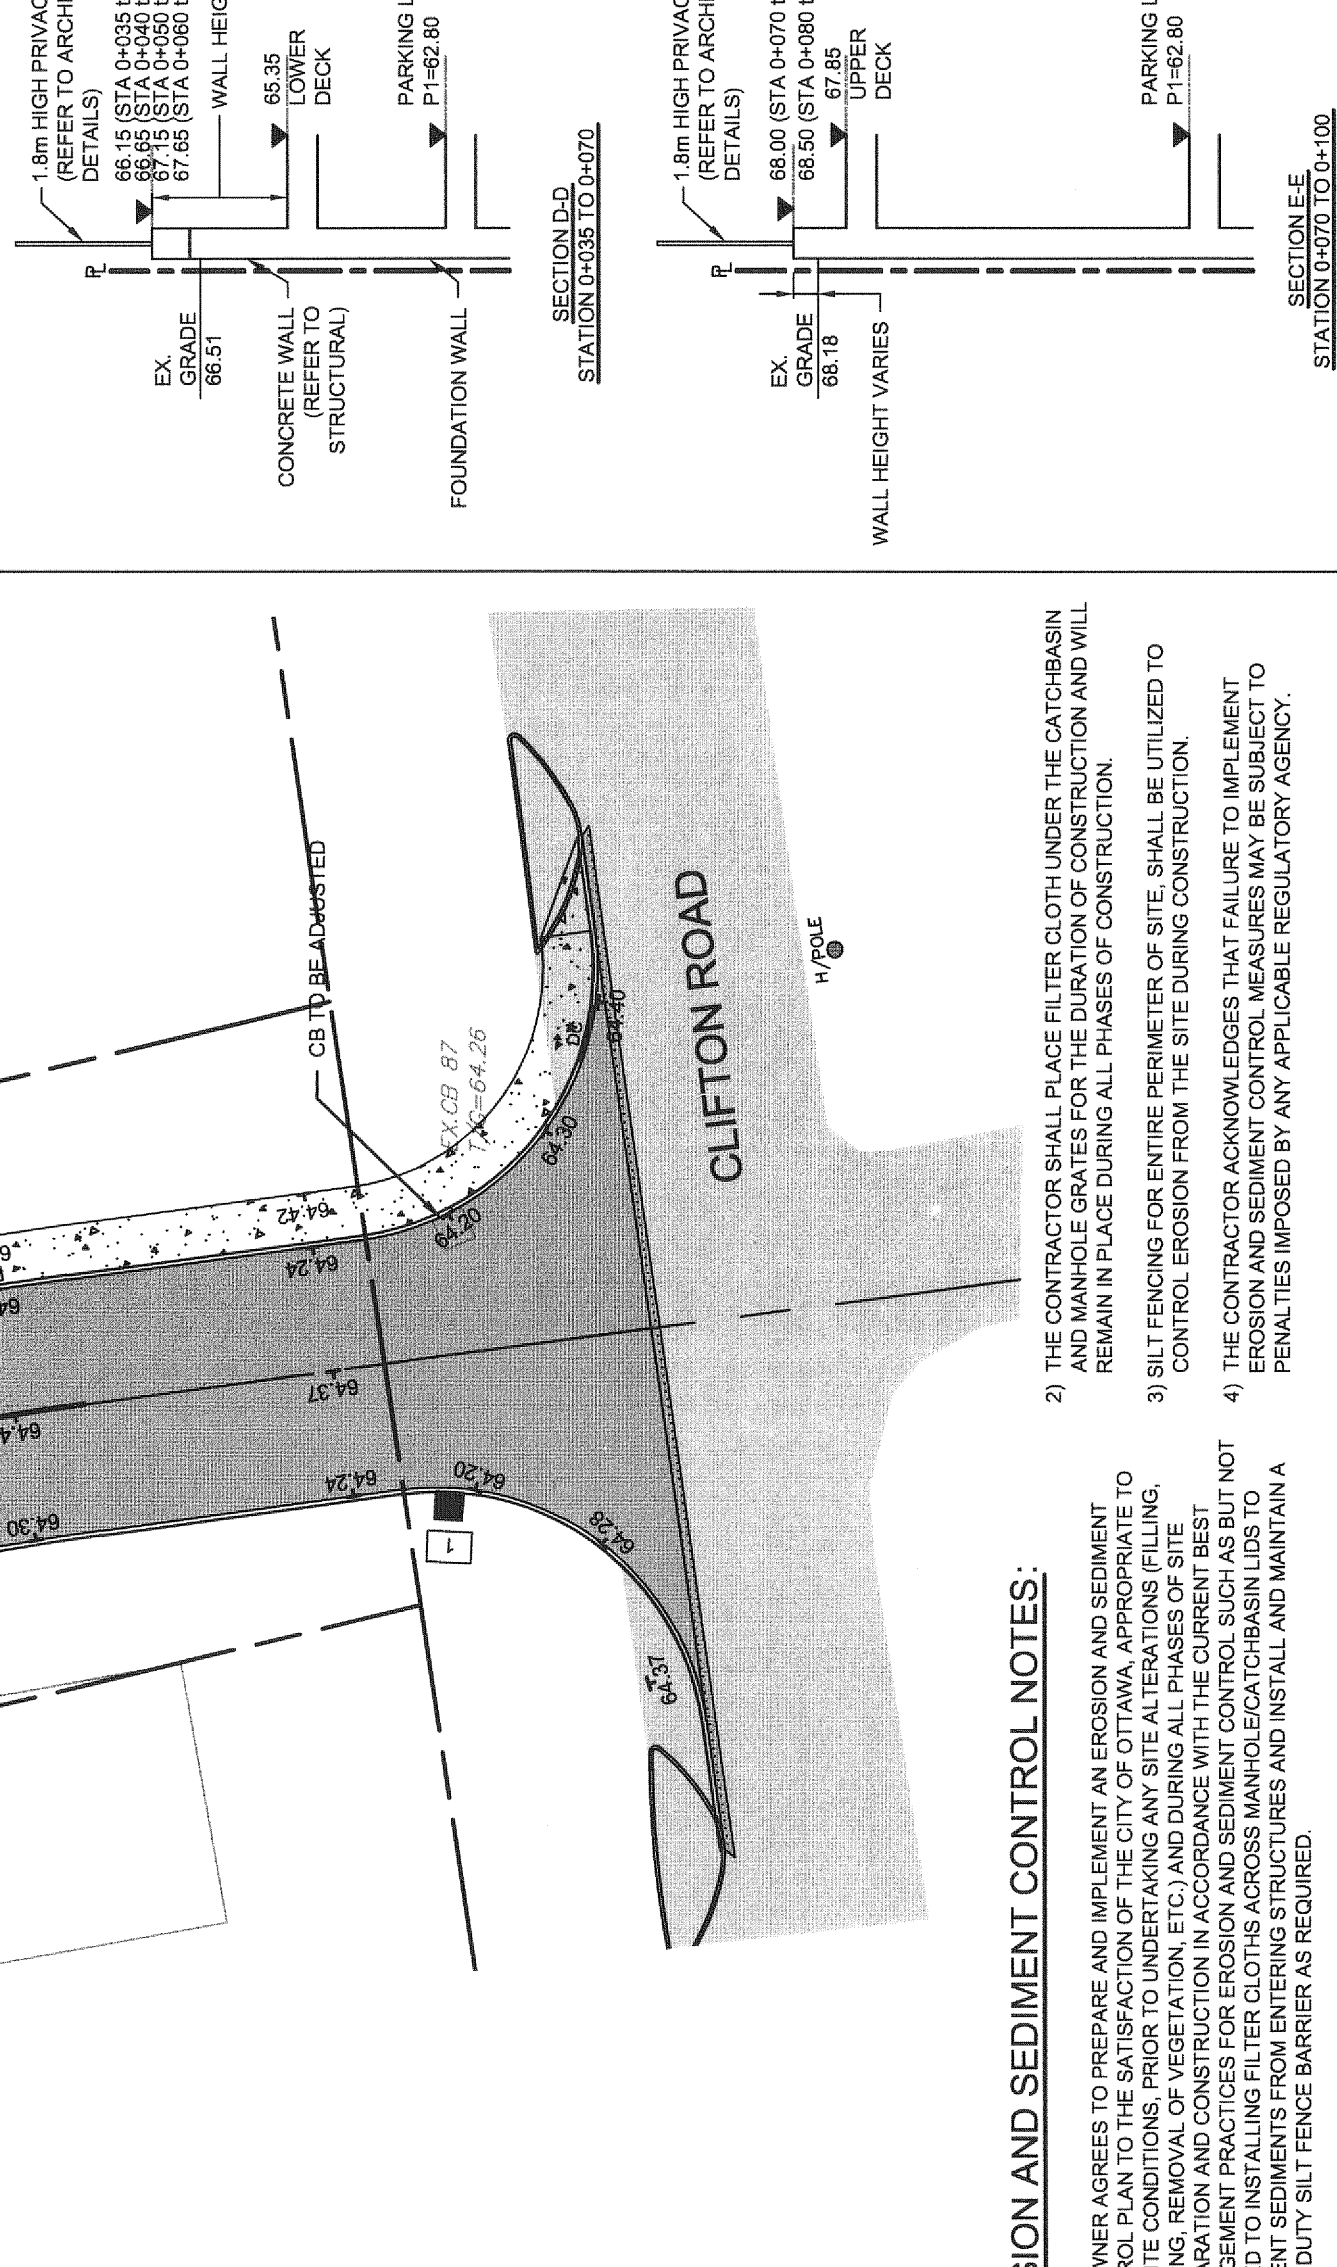 CB TO BE ADJUSTED
EX.CB 87
T/G=64.26
64.42
64.24
64.20
64.30
DC
64.40
64.37
64.24
64.20
64.30
64.28
64.37
1
CLIFTON ROAD
H/POLE
SION AND SEDIMENT CONTROL NOTES:
WNER AGREES TO PREPARE AND IMPLEMENT AN EROSION AND SEDIMENT
ROL PLAN TO THE SATISFACTION OF THE CITY OF OTTAWA, APPROPRIATE TO
ITE CONDITIONS, PRIOR TO UNDERTAKING ANY SITE ALTERATIONS (FILLING,
NG, REMOVAL OF VEGETATION, ETC.) AND DURING ALL PHASES OF SITE
ARATION AND CONSTRUCTION IN ACCORDANCE WITH THE CURRENT BEST
GEMENT PRACTICES FOR EROSION AND SEDIMENT CONTROL SUCH AS BUT NOT
D TO INSTALLING FILTER CLOTHS ACROSS MANHOLE/CATCHBASIN LIDS TO
ENT SEDIMENTS FROM ENTERING STRUCTURES AND INSTALL AND MAINTAIN A
DUTY SILT FENCE BARRIER AS REQUIRED.
2) THE CONTRACTOR SHALL PLACE FILTER CLOTH UNDER THE CATCHBASIN
AND MANHOLE GRATES FOR THE DURATION OF CONSTRUCTION AND WILL
REMAIN IN PLACE DURING ALL PHASES OF CONSTRUCTION.
3) SILT FENCING FOR ENTIRE PERIMETER OF SITE, SHALL BE UTILIZED TO
CONTROL EROSION FROM THE SITE DURING CONSTRUCTION.
4) THE CONTRACTOR ACKNOWLEDGES THAT FAILURE TO IMPLEMENT
EROSION AND SEDIMENT CONTROL MEASURES MAY BE SUBJECT TO
PENALTIES IMPOSED BY ANY APPLICABLE REGULATORY AGENCY.
1.8m HIGH PRIVAC
(REFER TO ARCHI
DETAILS)
66.15 (STA 0+035 t
66.65 (STA 0+040 t
67.15 (STA 0+050 t
67.65 (STA 0+060 t
WALL HEIG
65.35
LOWER
DECK
PARKING L
P1=62.80
PL
EX.
GRADE
66.51
CONCRETE WALL
(REFER TO
STRUCTURAL)
FOUNDATION WALL
SECTION D-D
STATION 0+035 TO 0+070
1.8m HIGH PRIVAC
(REFER TO ARCHI
DETAILS)
68.00 (STA 0+070 t
68.50 (STA 0+080 t
67.85
UPPER
DECK
PARKING L
P1=62.80
PL
EX.
GRADE
68.18
WALL HEIGHT VARIES
SECTION E-E
STATION 0+070 TO 0+100